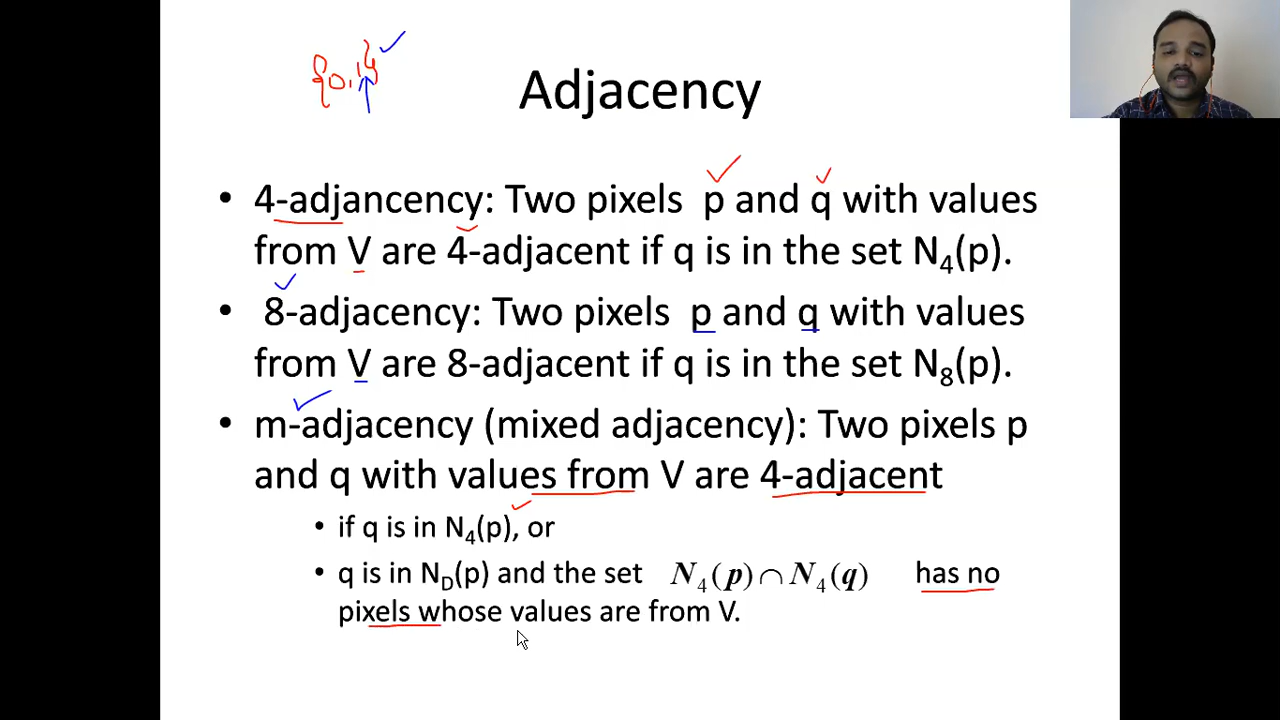 {0,1}
Adjacency
• 4-adjancency: Two pixels p and q with values
from V are 4-adjacent if q is in the set N₄(p).
• 8-adjacency: Two pixels p and q with values
from V are 8-adjacent if q is in the set N₈(p).
• m-adjacency (mixed adjacency): Two pixels p
and q with values from V are 4-adjacent
• if q is in N₄(p), or
• q is in N_D(p) and the set N₄(p)∩N₄(q) has no
pixels whose values are from V.